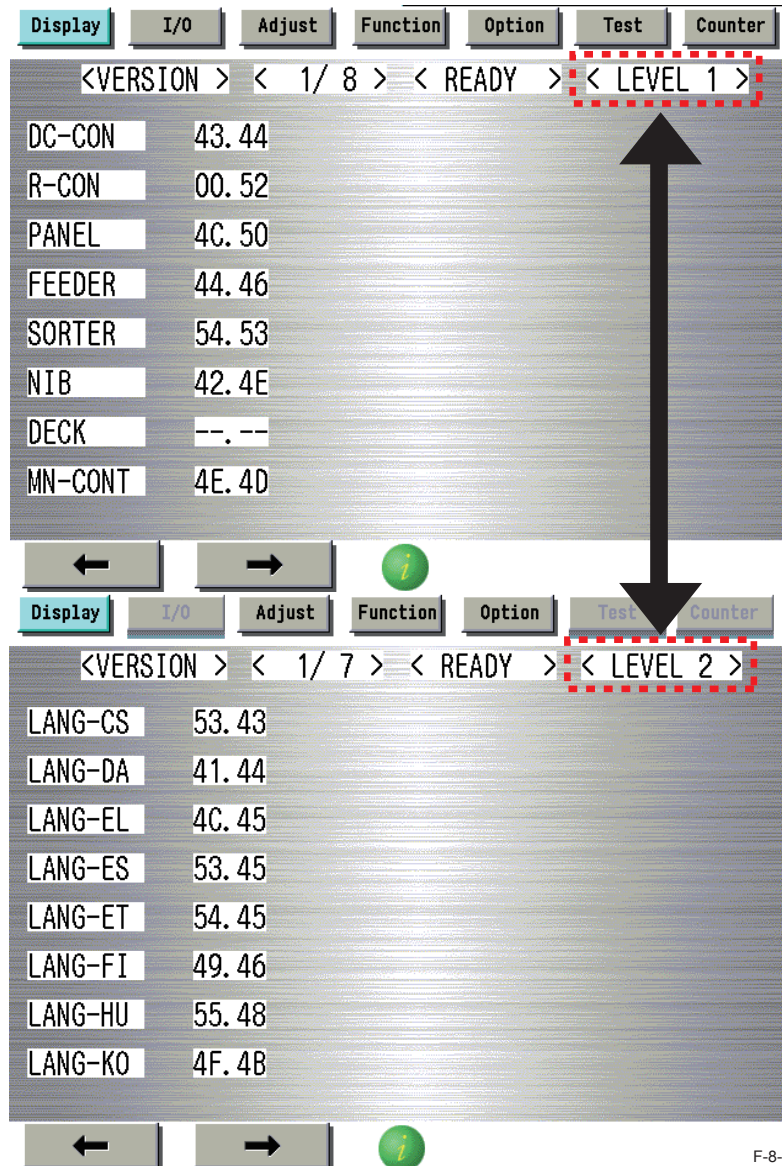 Display I/O Adjust Function Option Test Counter
<VERSION > < 1/ 8 > < READY > < LEVEL 1 >
DC-CON 43.44
R-CON 00.52
PANEL 4C.50
FEEDER 44.46
SORTER 54.53
NIB 42.4E
DECK --.--
MN-CONT 4E.4D
← → i
Display I/O Adjust Function Option Test Counter
<VERSION > < 1/ 7 > < READY > < LEVEL 2 >
LANG-CS 53.43
LANG-DA 41.44
LANG-EL 4C.45
LANG-ES 53.45
LANG-ET 54.45
LANG-FI 49.46
LANG-HU 55.48
LANG-KO 4F.4B
← → i
F-8-